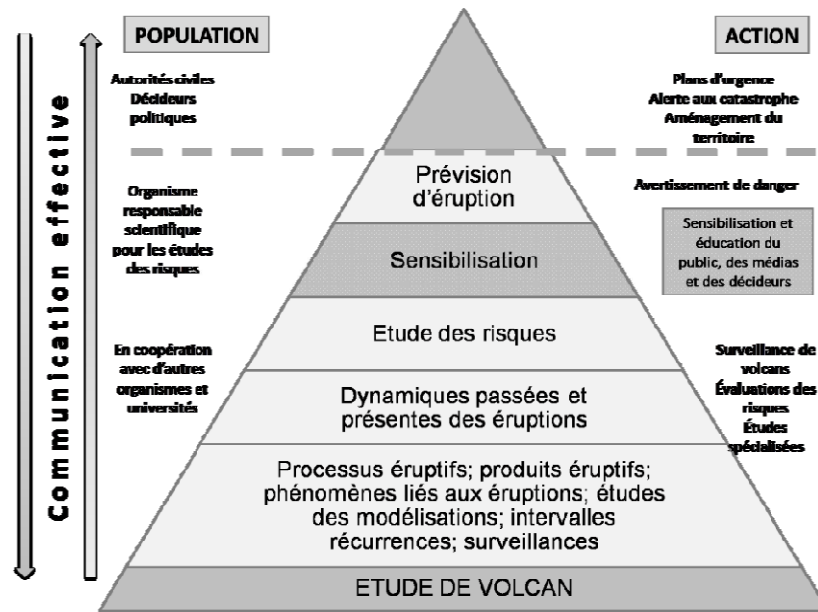 POPULATION
Autorités civiles
Décideurs
politiques
Organisme
responsable
scientifique
pour les études
des risques
En coopération
avec d'autres
organismes et
universités
Communication effective
Prévision
d'éruption
Sensibilisation
Etude des risques
Dynamiques passées et
présentes des éruptions
Processus éruptifs; produits éruptifs;
phénomènes liés aux éruptions; études
des modélisations; intervalles
récurrences; surveillances
ETUDE DE VOLCAN
ACTION
Plans d'urgence
Alerte aux catastrophe
Aménagement du
territoire
Avertissement de danger
Sensibilisation et
éducation du
public, des médias
et des décideurs
Surveillance de
volcans
Évaluations des
risques
Études
spécialisées